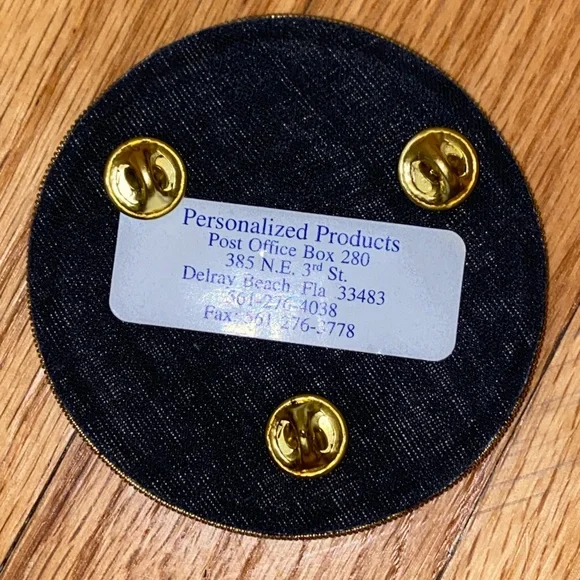 Personalized Products
Post Office Box 280
385 N.E. 3rd St.
Delray Beach, Fla 33483
561-276-4038
Fax: 561-276-3778